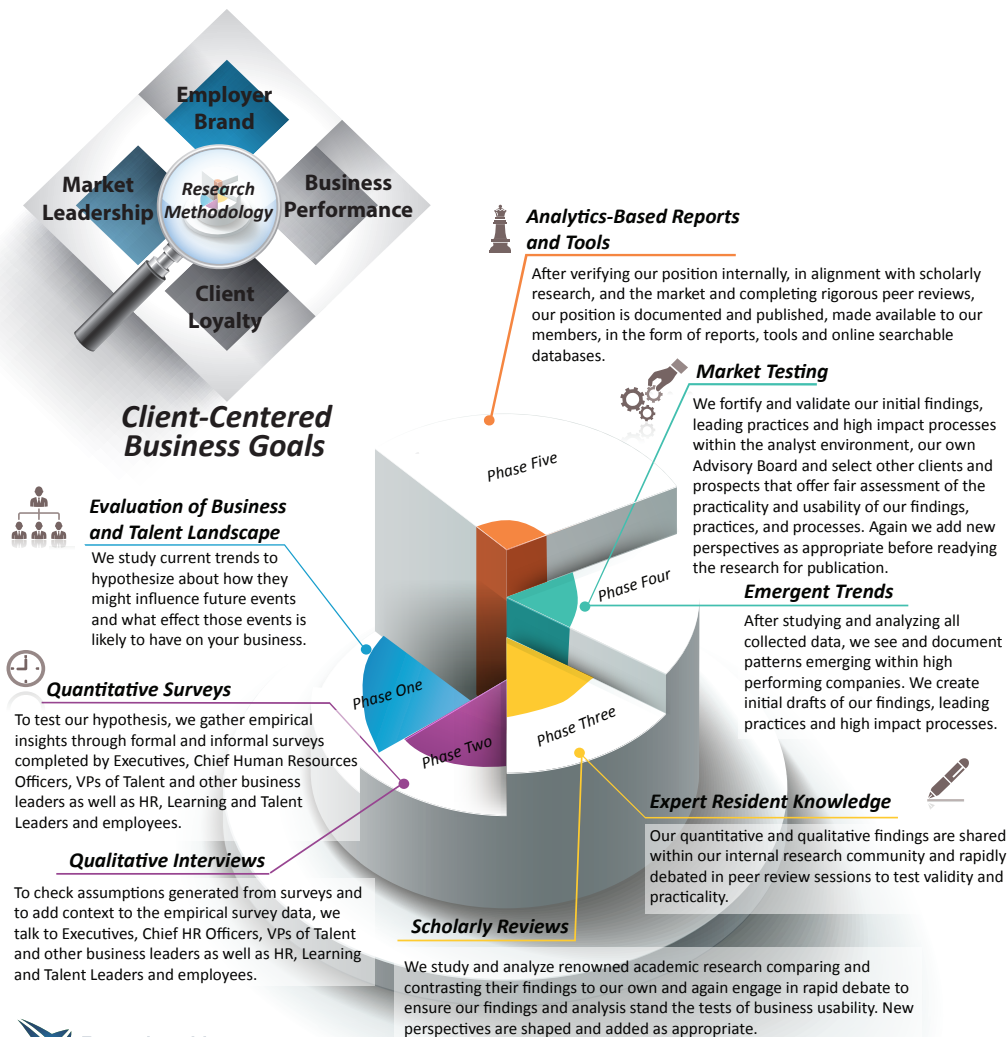 Employer
Brand
Market
Leadership
Research
Methodology
Business
Performance
Client
Loyalty
Client-Centered
Business Goals
Analytics-Based Reports
and Tools
After verifying our position internally, in alignment with scholarly
research, and the market and completing rigorous peer reviews,
our position is documented and published, made available to our
members, in the form of reports, tools and online searchable
databases.
Market Testing
We fortify and validate our initial findings,
leading practices and high impact processes
within the analyst environment, our own
Advisory Board and select other clients and
prospects that offer fair assessment of the
practicality and usability of our findings,
practices, and processes. Again we add new
perspectives as appropriate before readying
the research for publication.
Phase Five
Phase Four
Evaluation of Business
and Talent Landscape
We study current trends to
hypothesize about how they
might influence future events
and what effect those events is
likely to have on your business.
Emergent Trends
After studying and analyzing all
collected data, we see and document
patterns emerging within high
performing companies. We create
initial drafts of our findings, leading
practices and high impact processes.
Phase One
Phase Two
Phase Three
Quantitative Surveys
To test our hypothesis, we gather empirical
insights through formal and informal surveys
completed by Executives, Chief Human Resources
Officers, VPs of Talent and other business
leaders as well as HR, Learning and Talent
Leaders and employees.
Expert Resident Knowledge
Our quantitative and qualitative findings are shared
within our internal research community and rapidly
debated in peer review sessions to test validity and
practicality.
Qualitative Interviews
To check assumptions generated from surveys and
to add context to the empirical survey data, we
talk to Executives, Chief HR Officers, VPs of Talent
and other business leaders as well as HR, Learning
and Talent Leaders and employees.
Scholarly Reviews
We study and analyze renowned academic research comparing and
contrasting their findings to our own and again engage in rapid debate to
ensure our findings and analysis stand the tests of business usability. New
perspectives are shaped and added as appropriate.